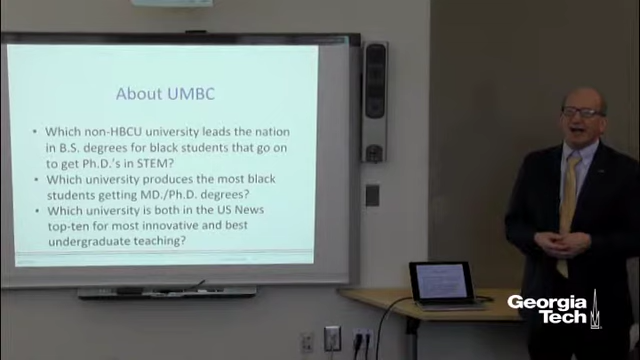 About UMBC
• Which non-HBCU university leads the nation
in B.S. degrees for black students that go on
to get Ph.D.'s in STEM?
• Which university produces the most black
students getting MD./Ph.D. degrees?
• Which university is both in the US News
top-ten for most innovative and best
undergraduate teaching?
Georgia
Tech